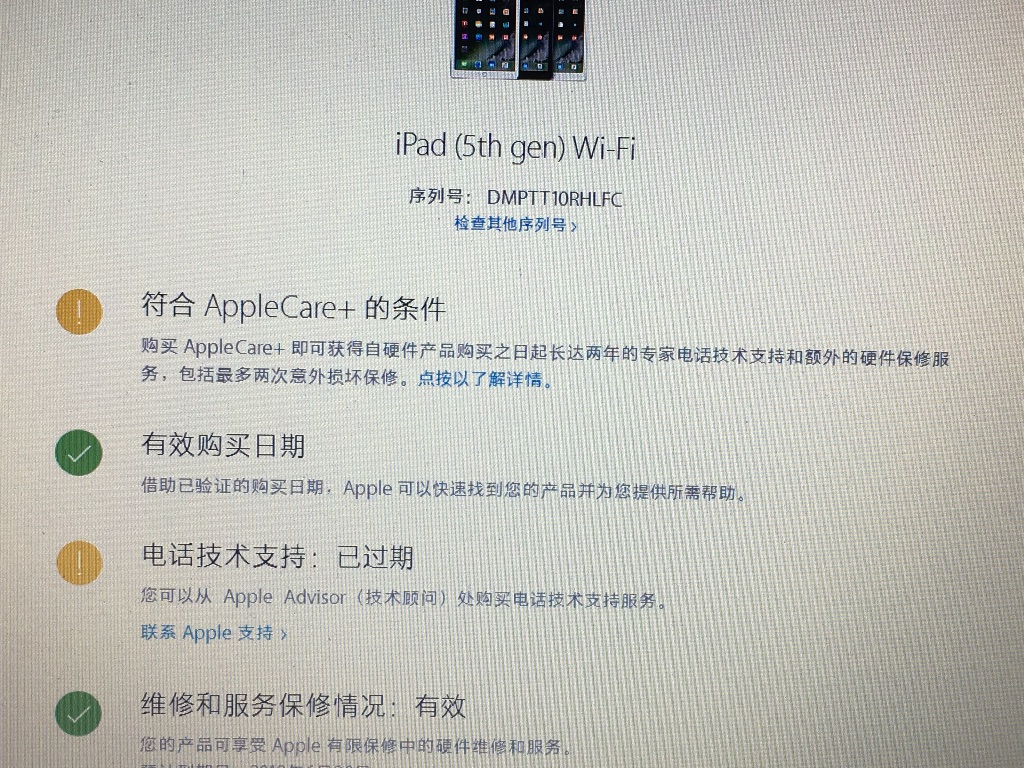 iPad (5th gen) Wi-Fi
序列号： DMPTT10RHLFC
检查其他序列号 ›
符合 AppleCare+ 的条件
购买 AppleCare+ 即可获得自硬件产品购买之日起长达两年的专家电话技术支持和额外的硬件保修服
务，包括最多两次意外损坏保修。点按以了解详情。
有效购买日期
借助已验证的购买日期，Apple 可以快速找到您的产品并为您提供所需帮助。
电话技术支持：已过期
您可以从 Apple Advisor（技术顾问）处购买电话技术支持服务。
联系 Apple 支持 ›
维修和服务保修情况：有效
您的产品可享受 Apple 有限保修中的硬件维修和服务。